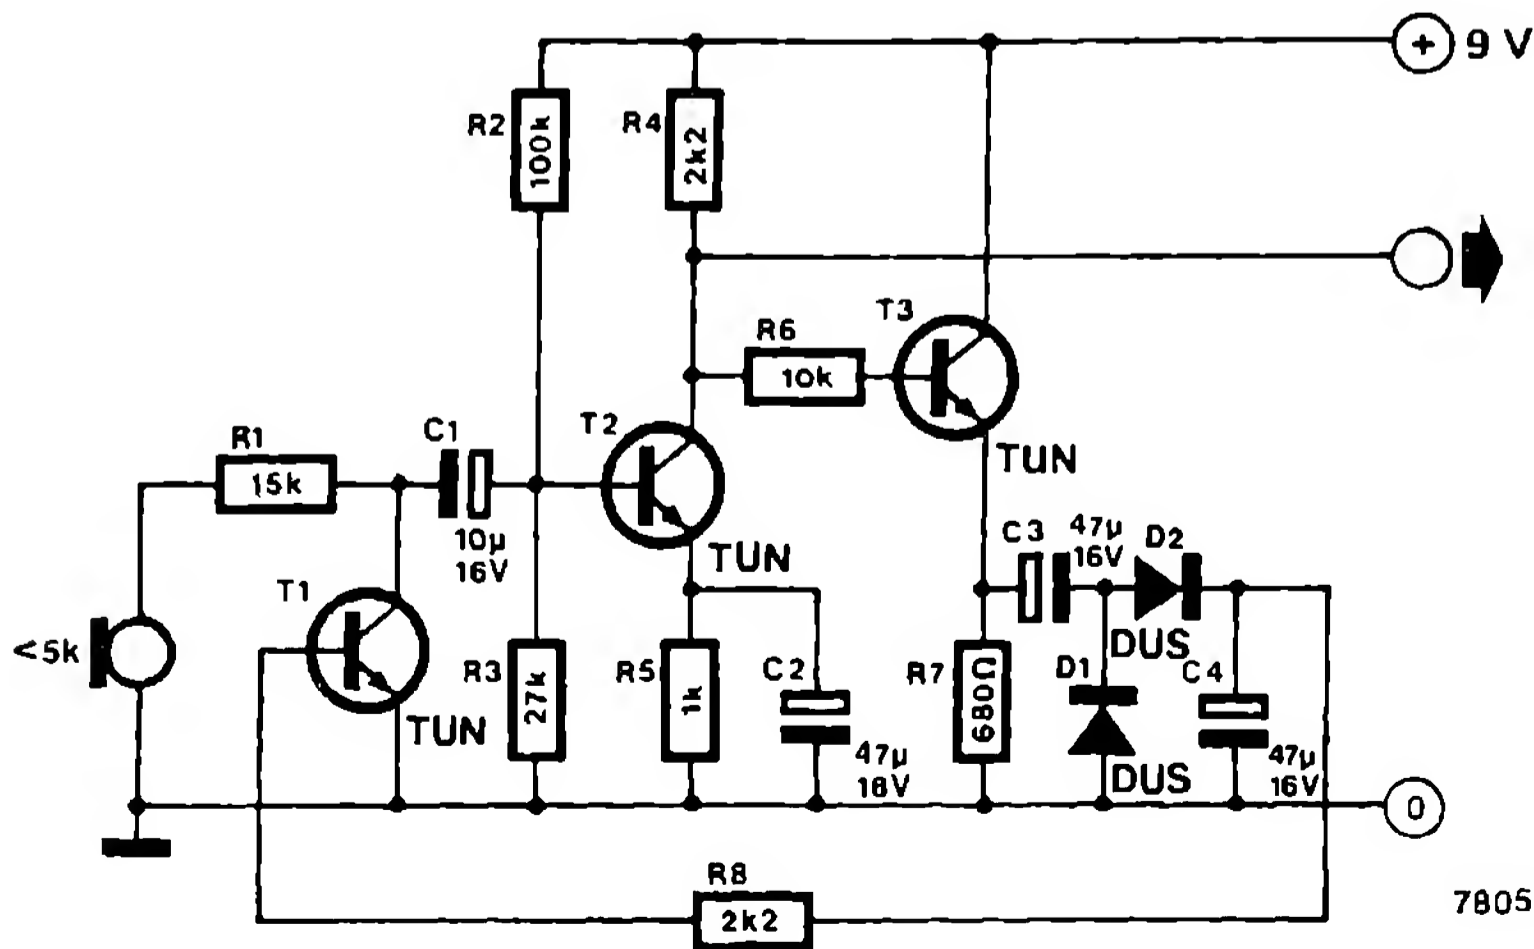 + 9 V
R2
100k
R4
2k2
T3
R6
10k
TUN
R1
15k
C1
10µ
16V
T2
TUN
T1
TUN
<5k
R3
27k
R5
1k
C2
47µ
16V
R7
680Ω
C3
47µ
16V
D2
DUS
D1
DUS
C4
47µ
16V
0
R8
2k2
7805